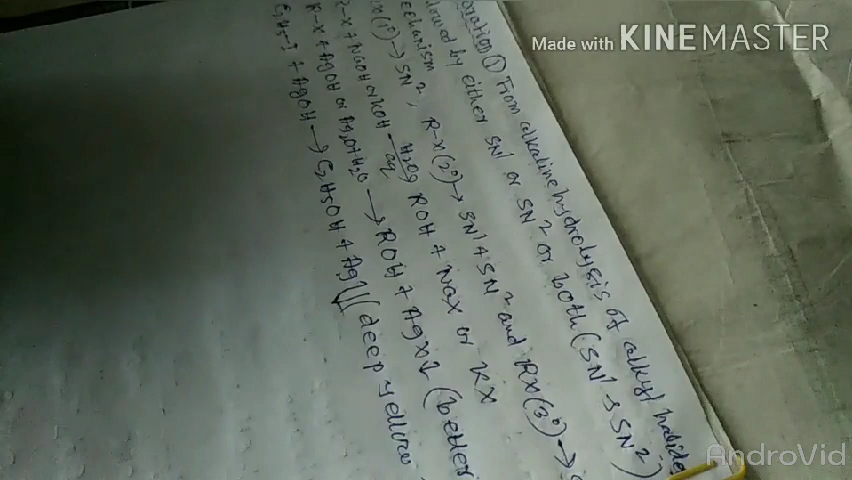 Made with KINEMASTER
① From alkaline hydrolysis of alkyl halide
by either SN¹ or SN² or both (SN¹ & SN²)
R-X(2°) → SN¹ + SN² and RX(3°) →
X(1°) → SN²,
+ NaOH or KOH —H₂O/aq→ ROH + NaX or KX
R-X + AgOH or Ag₂O+H₂O → ROH + AgX↓ (better
+ AgOH → C₂H₅OH + AgI↓ (deep yellow
AndroVid